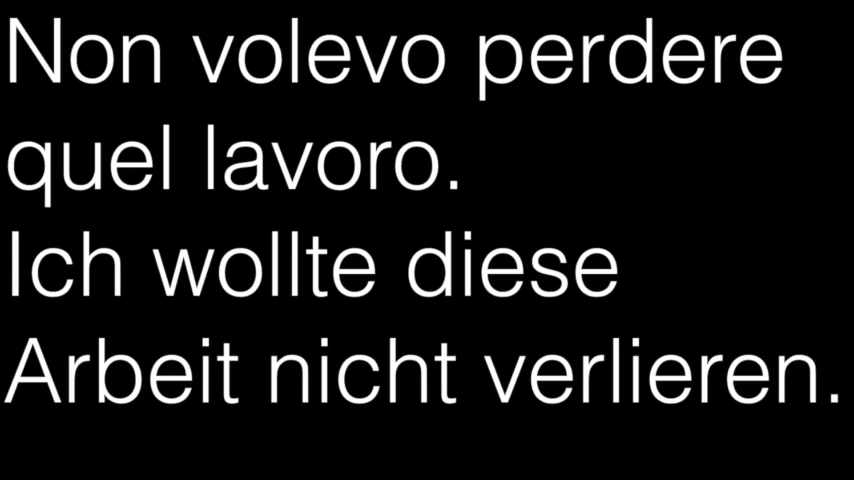 Non volevo perdere
quel lavoro.
Ich wollte diese
Arbeit nicht verlieren.